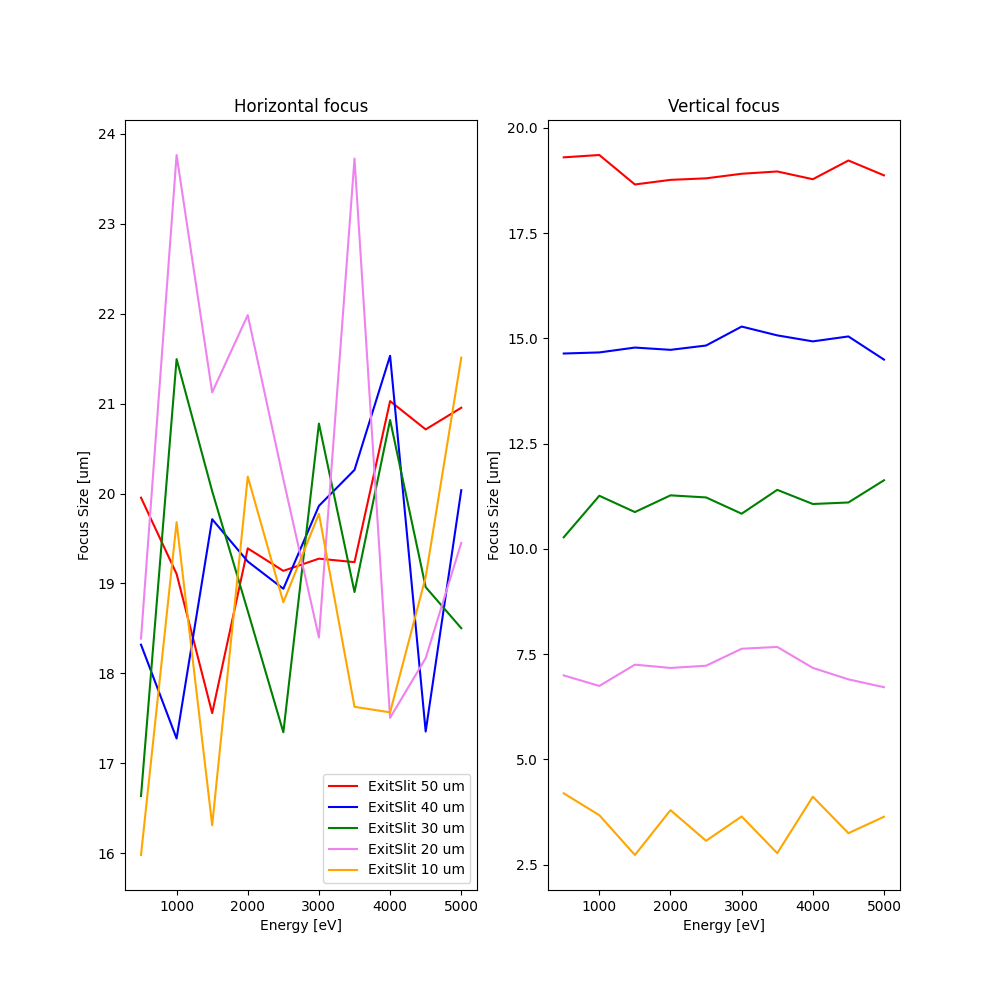 Horizontal focus
24
23
22
21
20
19
18
17
16
Focus Size [um]
1000 2000 3000 4000 5000
Energy [eV]
ExitSlit 50 um
ExitSlit 40 um
ExitSlit 30 um
ExitSlit 20 um
ExitSlit 10 um
Vertical focus
20.0
17.5
15.0
12.5
10.0
7.5
5.0
2.5
Focus Size [um]
1000 2000 3000 4000 5000
Energy [eV]